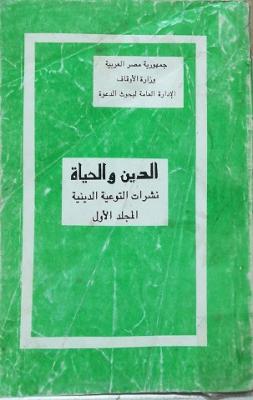 جمهورية مصر العربية
وزارة الأوقاف
الإدارة العامة لبحوث الدعوة
الدين والحياة
نشرات التوعية الدينية
المجلد الأول